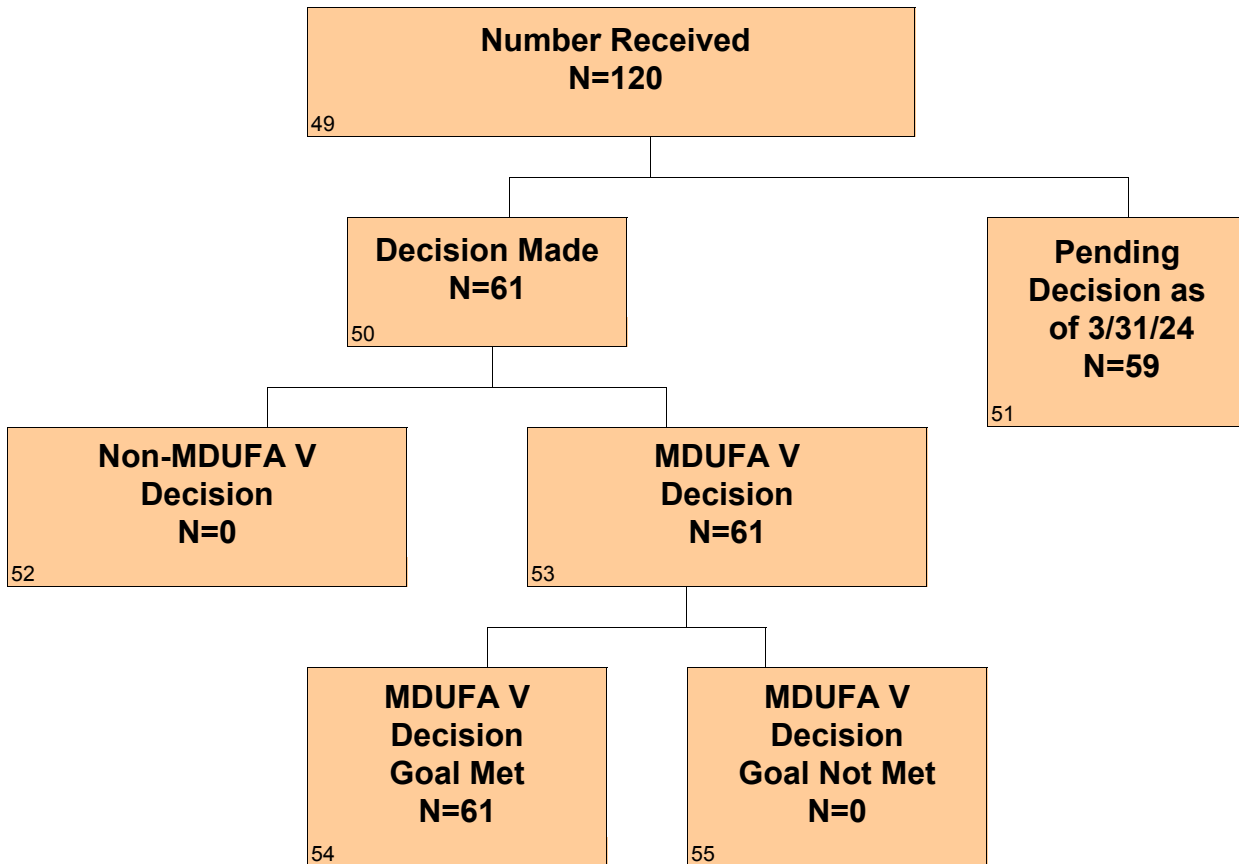 Number Received
N=120
49
Decision Made
N=61
50
Pending
Decision as
of 3/31/24
N=59
51
Non-MDUFA V
Decision
N=0
52
MDUFA V
Decision
N=61
53
MDUFA V
Decision
Goal Met
N=61
54
MDUFA V
Decision
Goal Not Met
N=0
55